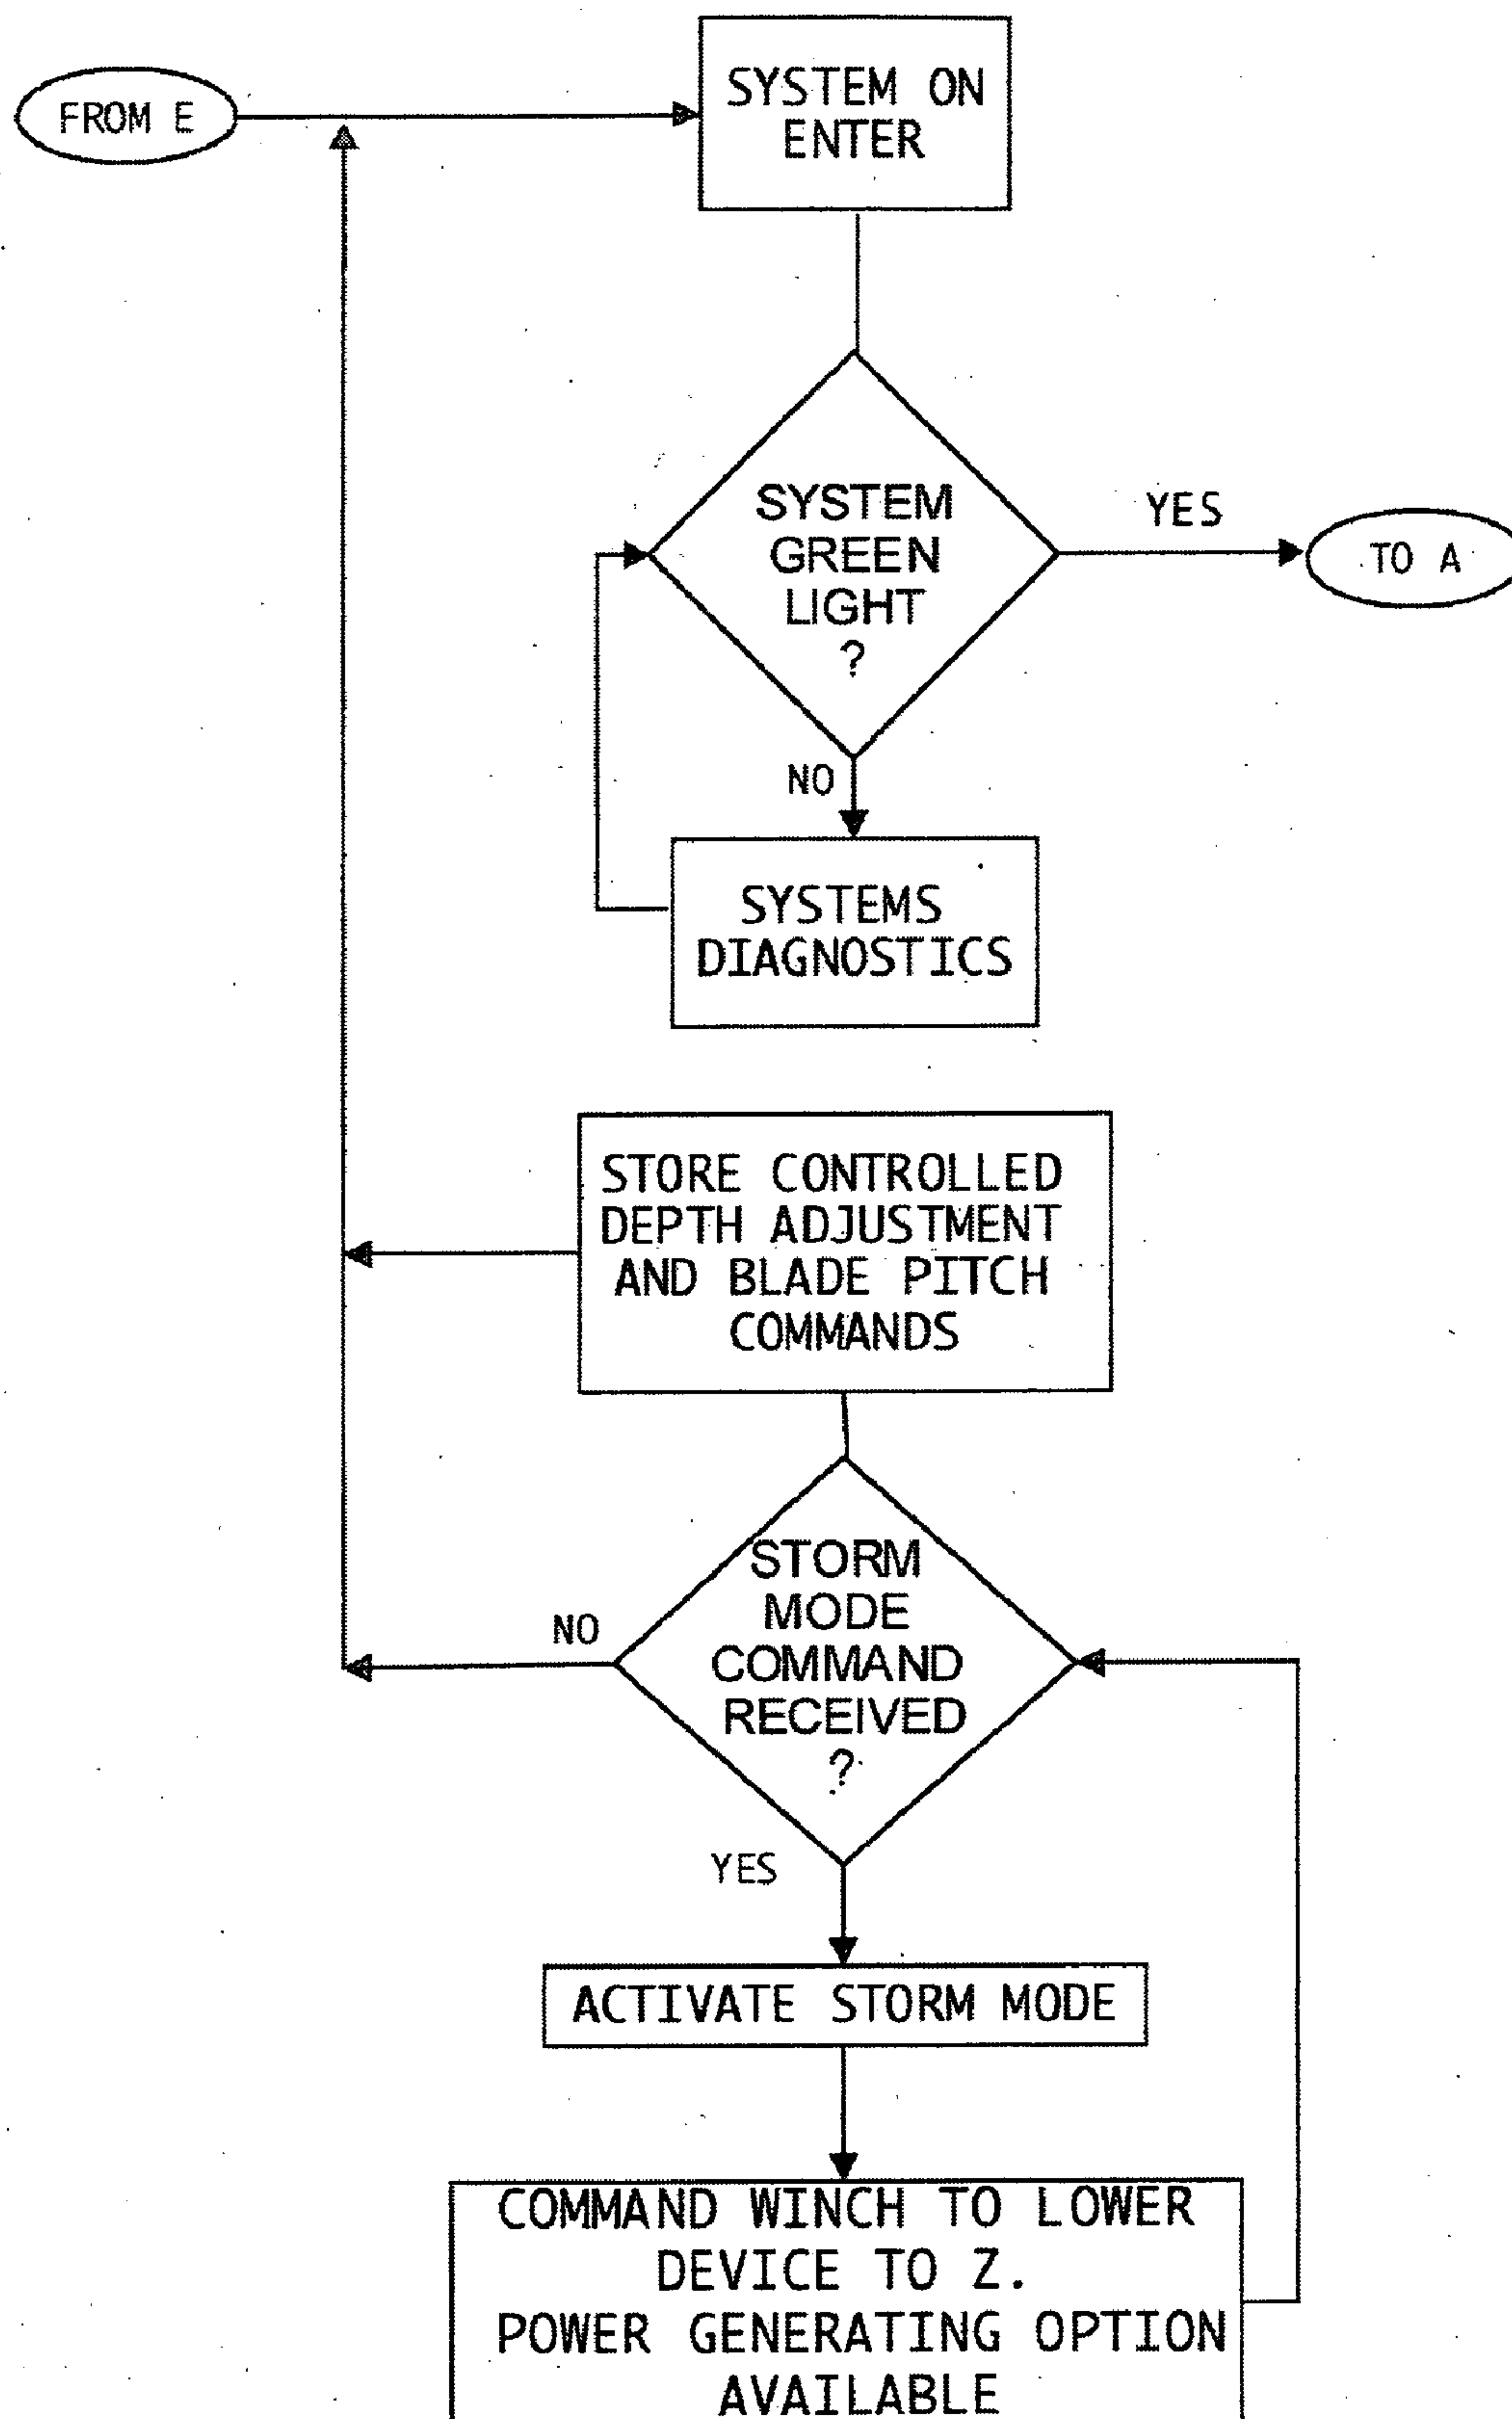 FROM E
SYSTEM ON
ENTER
SYSTEM
GREEN
LIGHT
?
YES
TO A
NO
SYSTEMS
DIAGNOSTICS
STORE CONTROLLED
DEPTH ADJUSTMENT
AND BLADE PITCH
COMMANDS
STORM
MODE
COMMAND
RECEIVED
?
NO
YES
ACTIVATE STORM MODE
COMMAND WINCH TO LOWER
DEVICE TO Z.
POWER GENERATING OPTION
AVAILABLE